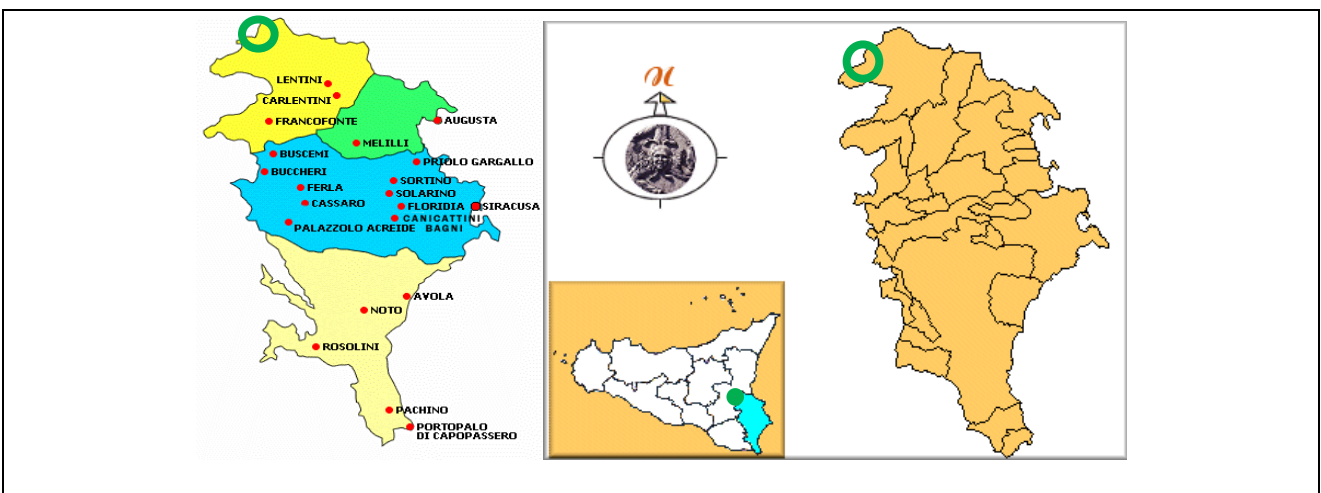 LENTINI
CARLENTINI
FRANCOFONTE
AUGUSTA
MELILLI
BUSCEMI
PRIOLO GARGALLO
BUCCHERI
SORTINO
FERLA
SOLARINO
CASSARO
FLORIDIA
SIRACUSA
CANICATTINI
PALAZZOLO ACREIDE BAGNI
AVOLA
NOTO
ROSOLINI
PACHINO
PORTOPALO
DI CAPOPASSERO
n